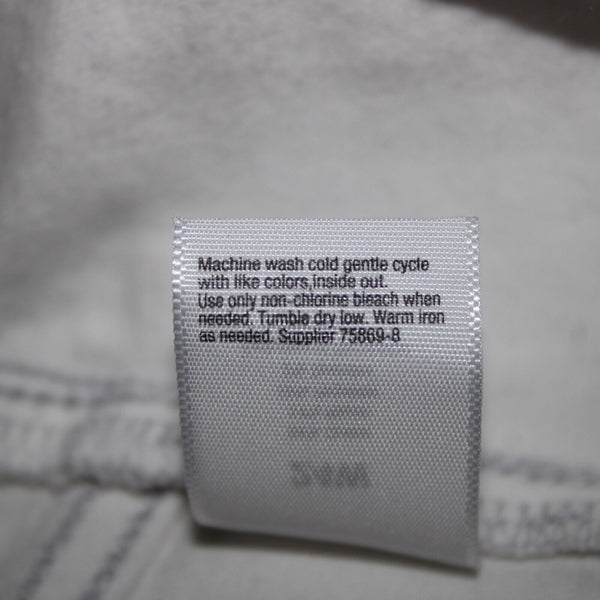 Machine wash cold gentle cycle
with like colors,inside out.
Use only non-chlorine bleach when
needed. Tumble dry low. Warm iron
as needed. Supplier 75869-8